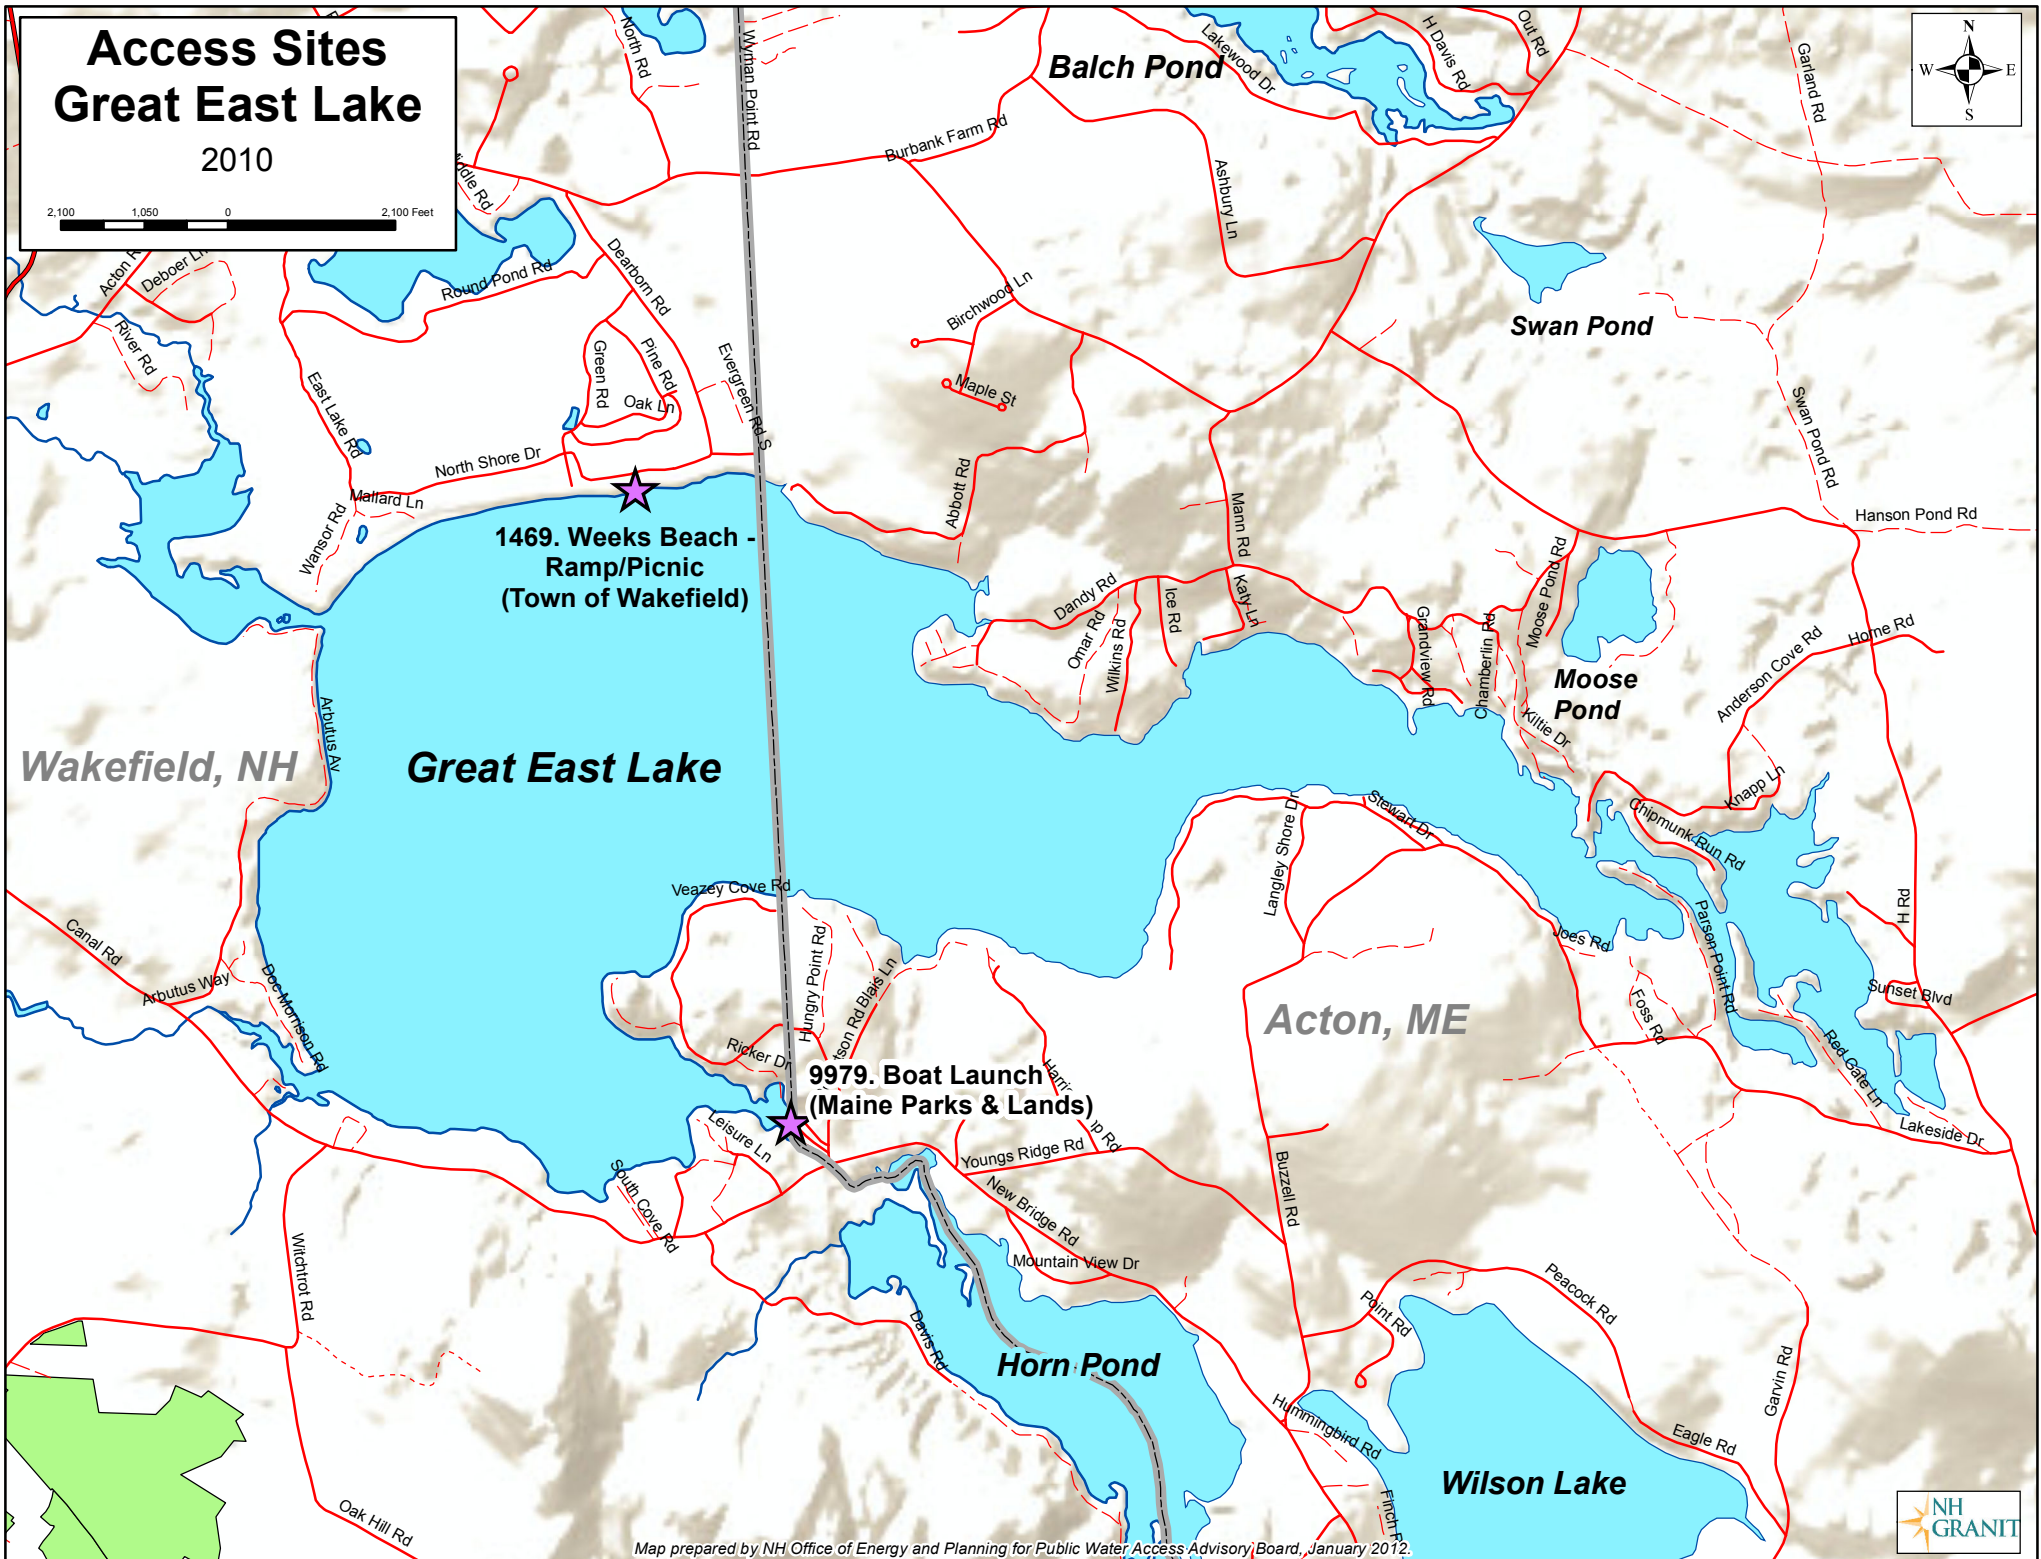 Access Sites
Great East Lake
2010
2,100
1,050
0
2,100 Feet
N
W
E
S
North Rd
Wyman Point Rd
Balch Pond
Lakewood Dr
H Davis Rd
Out Rd
Garland Rd
Burbank Farm Rd
Ashbury Ln
Acton R
Deboer Ln
River Rd
Round Pond Rd
Dearborn Rd
Birchwood Ln
Swan Pond
Green Rd
Pine Rd
Evergreen Rd S
Oak Ln
East Lake Rd
Maple St
Swan Pond Rd
North Shore Dr
Mallard Ln
Wansor Rd
Abbott Rd
Mann Rd
Hanson Pond Rd
1469. Weeks Beach -
Ramp/Picnic
(Town of Wakefield)
Dandy Rd
Omar Rd
Wilkins Rd
Ice Rd
Katy Ln
Grandview Rd
Chamberlin Rd
Moose Pond Rd
Moose
Pond
Kiltie Dr
Anderson Cove Rd
Horne Rd
Arbutus Av
Wakefield, NH
Great East Lake
Knapp Ln
Chipmunk Run Rd
Langley Shore Dr
Stewart Dr
Veazey Cove Rd
Canal Rd
Arbutus Way
Doc Morrison Rd
Hungry Point Rd
tson Rd
Blais Ln
Joes Rd
Parson Point Rd
H Rd
Sunset Blvd
Acton, ME
Foss Rd
Red Gate Ln
Ricker Dr
9979. Boat Launch
(Maine Parks & Lands)
Harri
mp Rd
Leisure Ln
Youngs Ridge Rd
Lakeside Dr
South Cove Rd
New Bridge Rd
Buzzell Rd
Mountain View Dr
Witchtrot Rd
Peacock Rd
Point Rd
Davis Rd
Horn Pond
Garvin Rd
Hummingbird Rd
Eagle Rd
Wilson Lake
Finch R
Oak Hill Rd
Map prepared by NH Office of Energy and Planning for Public Water Access Advisory Board, January 2012.
NH
GRANIT